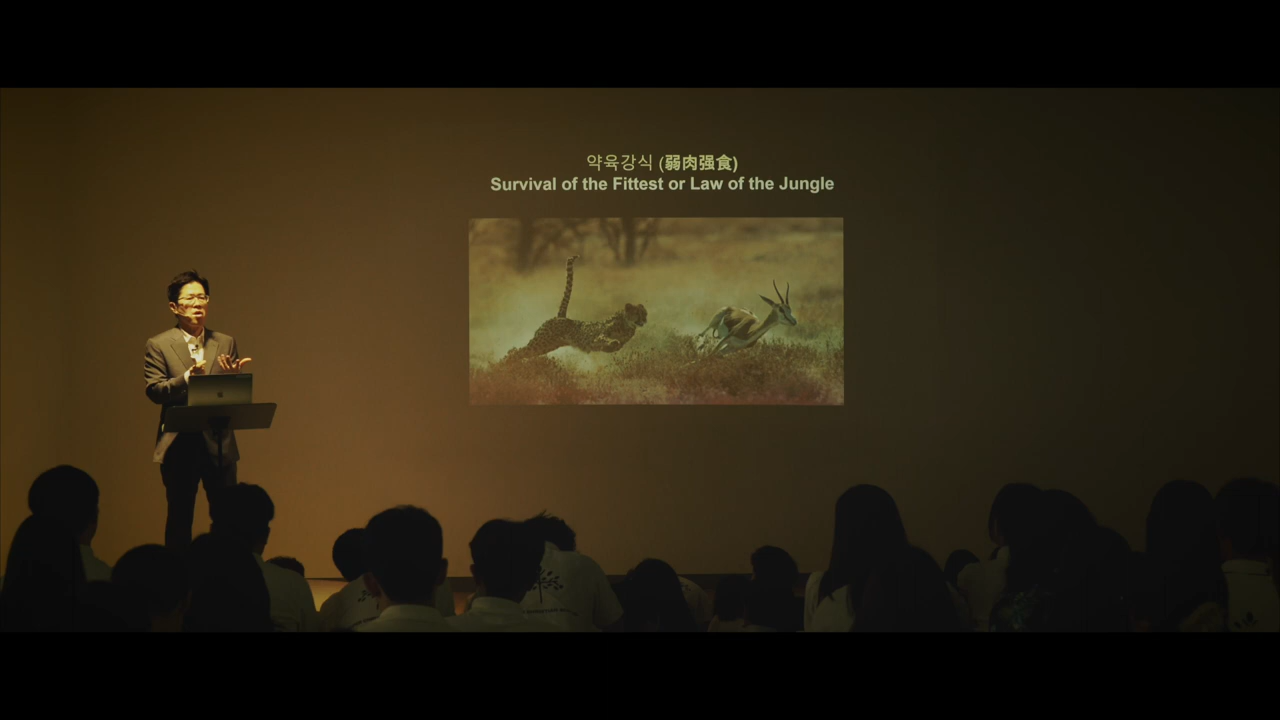 약육강식 (弱肉强食)
Survival of the Fittest or Law of the Jungle